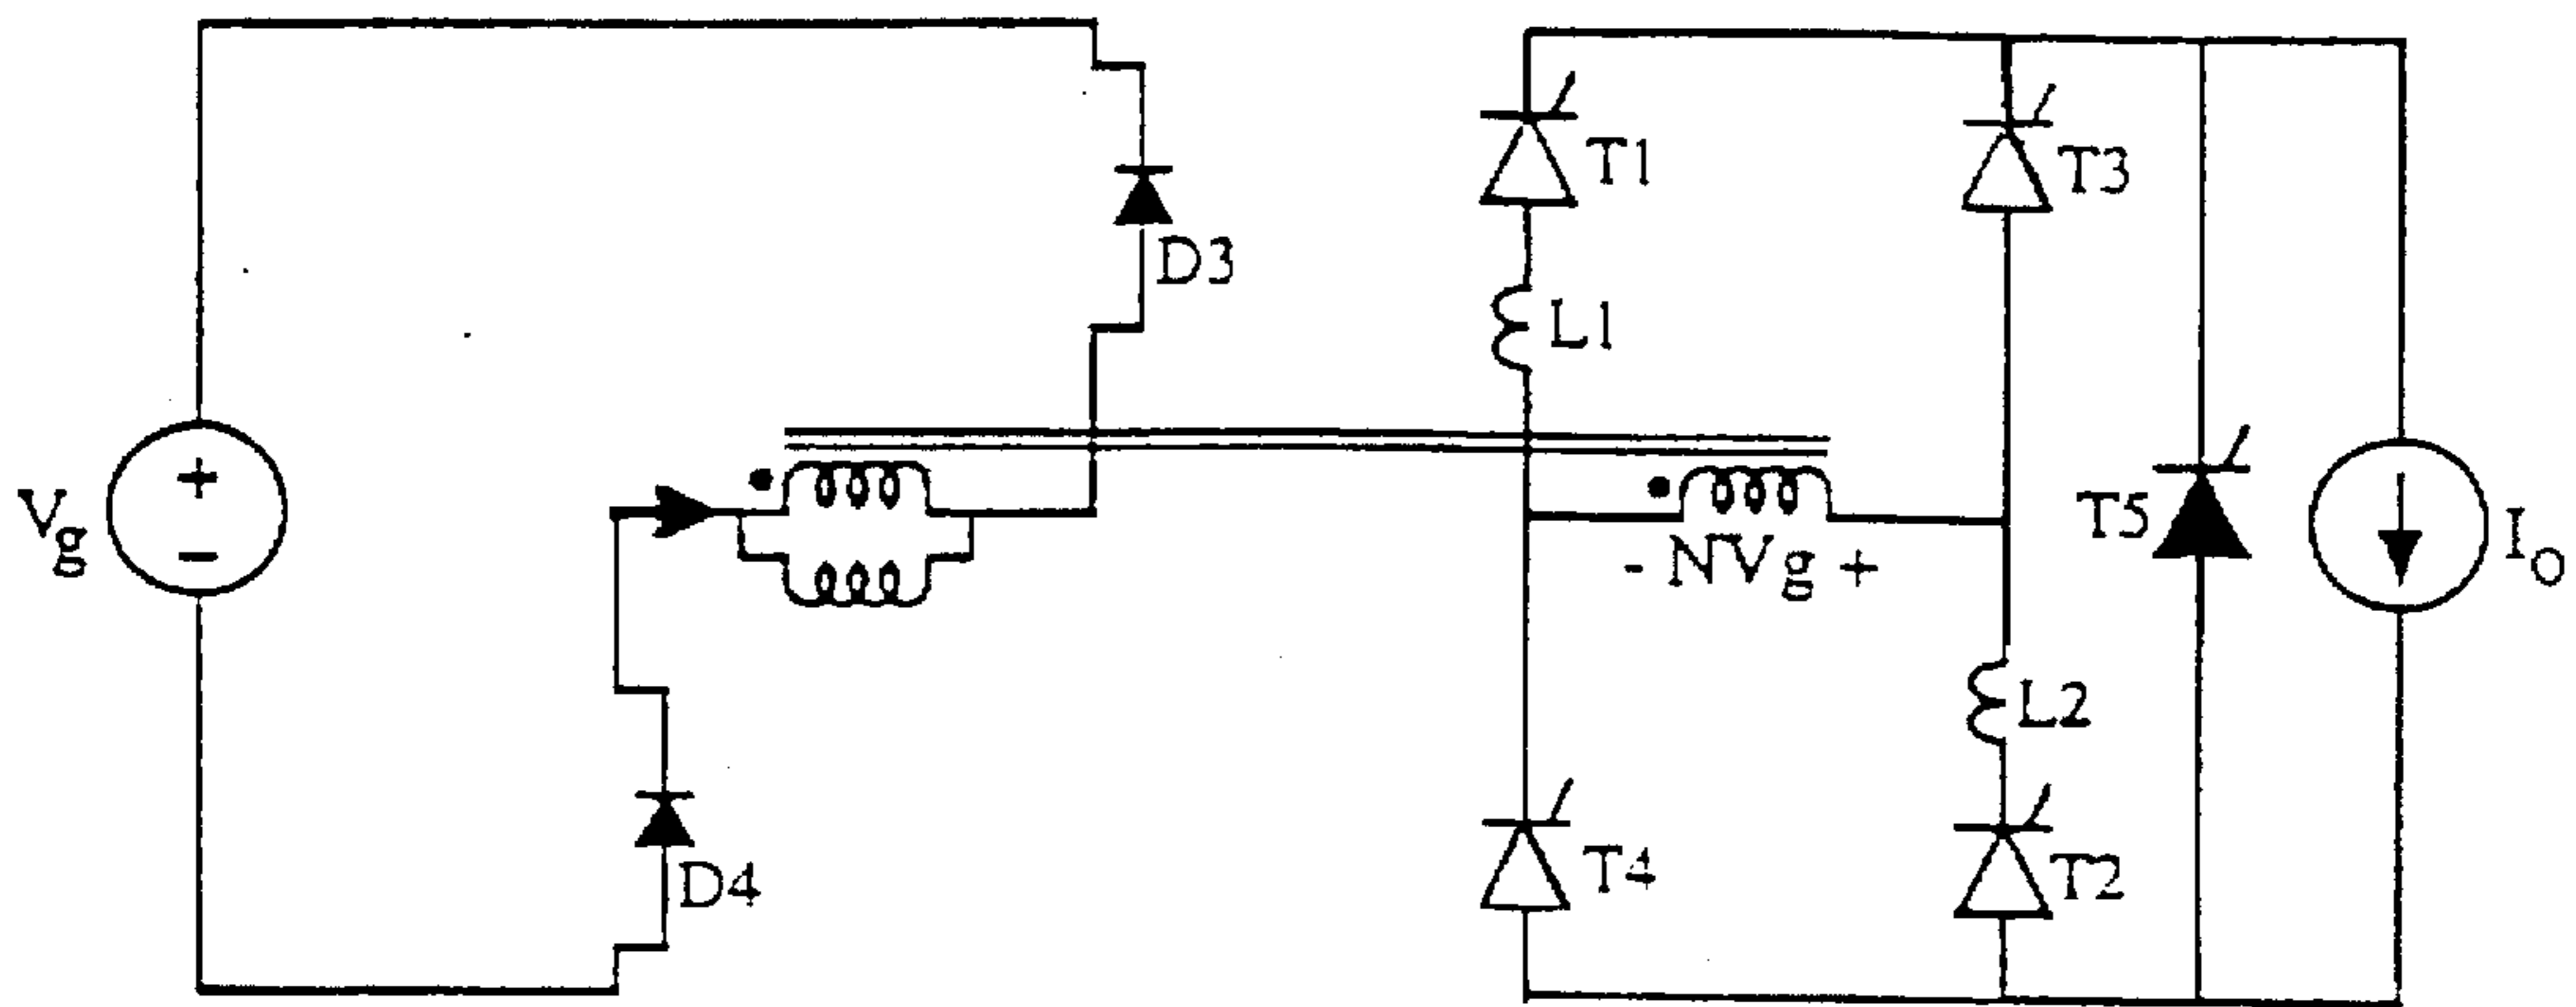 T1
T3
D3
L1
+
Vg
−
T5
- NVg +
Io
L2
D4
T4
T2